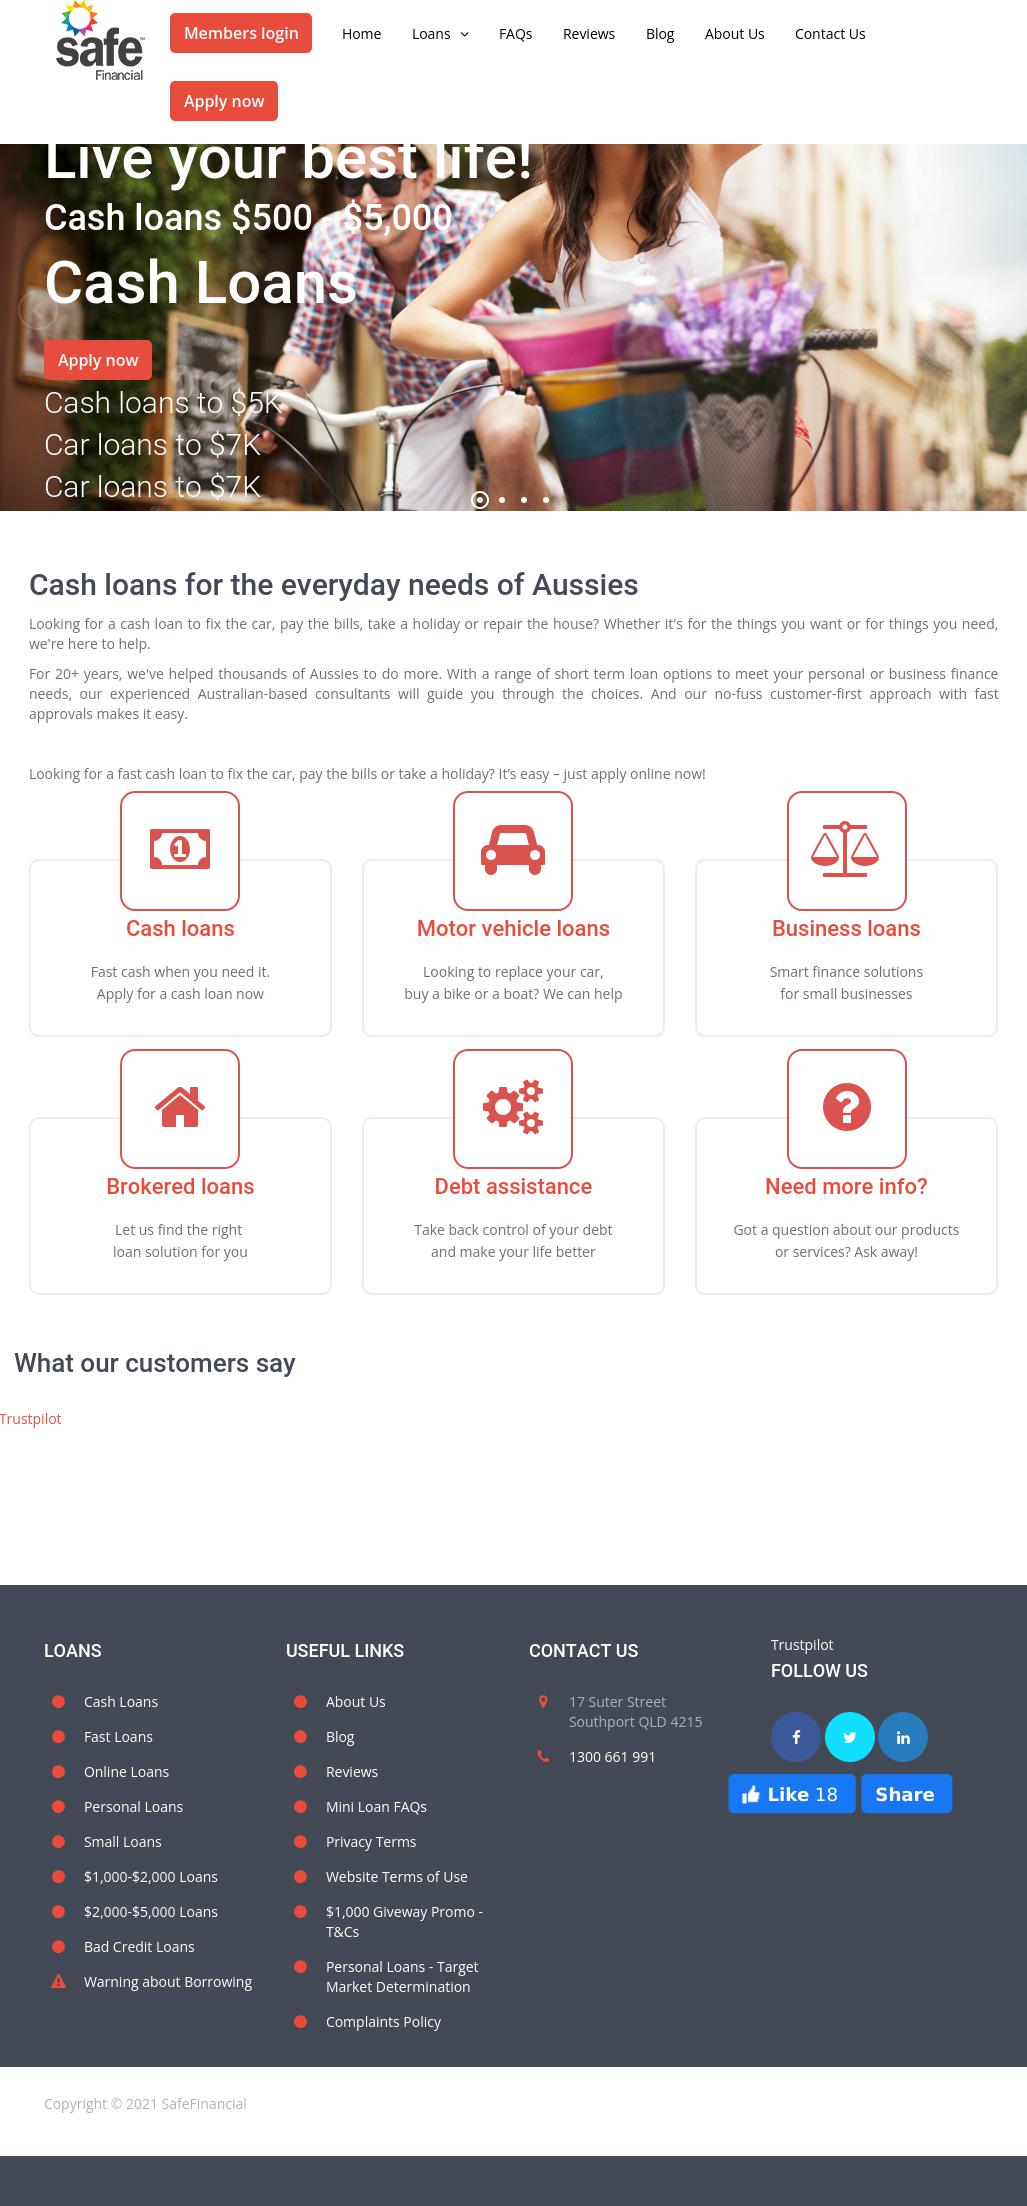 safe
Financial
Members login
Home
Loans
FAQs
Reviews
Blog
About Us
Contact Us
Apply now
Live your best life!
Cash loans $500 - $5,000
Cash Loans
Apply now
Cash loans to $5K
Car loans to $7K
Car loans to $7K
Cash loans for the everyday needs of Aussies
Looking for a cash loan to fix the car, pay the bills, take a holiday or repair the house? Whether it's for the things you want or for things you need,
we're here to help.
For 20+ years, we've helped thousands of Aussies to do more. With a range of short term loan options to meet your personal or business finance
needs, our experienced Australian-based consultants will guide you through the choices. And our no-fuss customer-first approach with fast
approvals makes it easy.
Looking for a fast cash loan to fix the car, pay the bills or take a holiday? It’s easy – just apply online now!
Cash loans
Fast cash when you need it.
Apply for a cash loan now
Motor vehicle loans
Looking to replace your car,
buy a bike or a boat? We can help
Business loans
Smart finance solutions
for small businesses
Brokered loans
Let us find the right
loan solution for you
Debt assistance
Take back control of your debt
and make your life better
Need more info?
Got a question about our products
or services? Ask away!
What our customers say
Trustpilot
LOANS
Cash Loans
Fast Loans
Online Loans
Personal Loans
Small Loans
$1,000-$2,000 Loans
$2,000-$5,000 Loans
Bad Credit Loans
Warning about Borrowing
USEFUL LINKS
About Us
Blog
Reviews
Mini Loan FAQs
Privacy Terms
Website Terms of Use
$1,000 Giveway Promo -
T&Cs
Personal Loans - Target
Market Determination
Complaints Policy
CONTACT US
17 Suter Street
Southport QLD 4215
1300 661 991
Trustpilot
FOLLOW US
Like 18
Share
Copyright © 2021 SafeFinancial